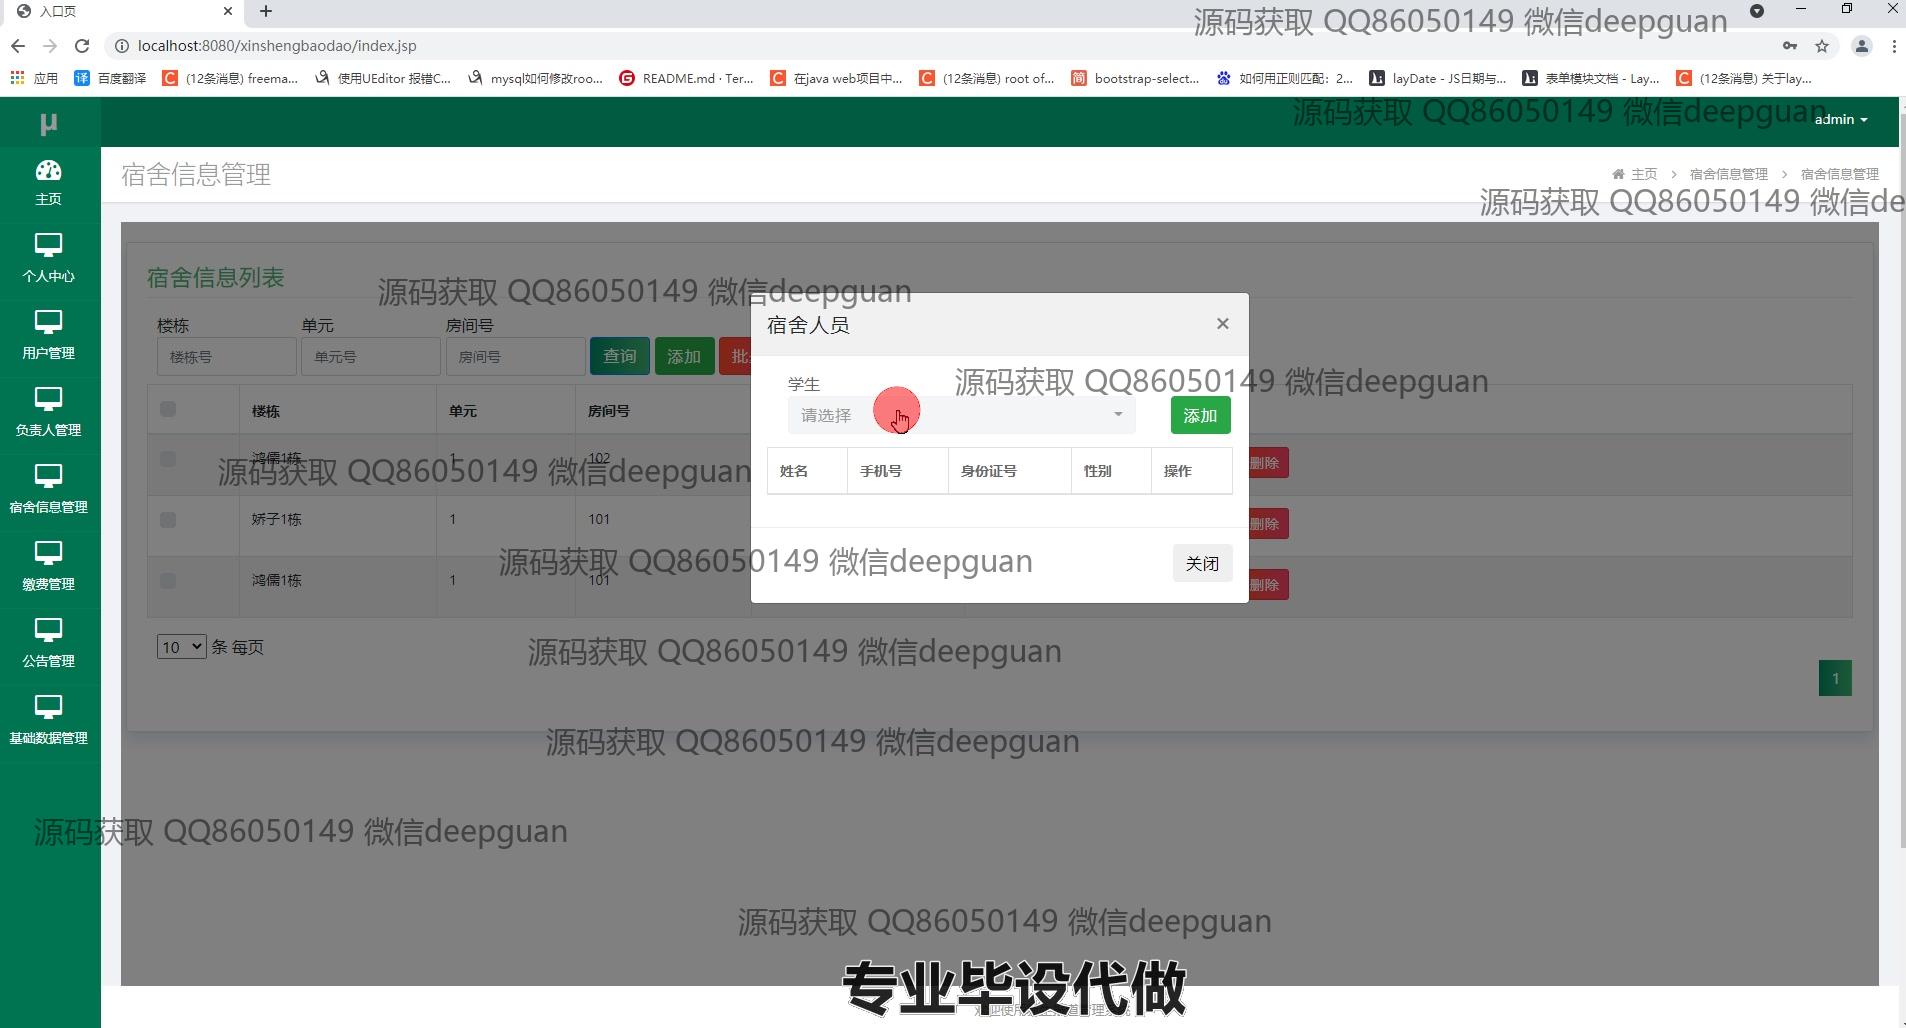 入口页
源码获取 QQ86050149 微信deepguan
localhost:8080/xinshengbaodao/index.jsp
应用 百度翻译 (12条消息) freema... 使用UEditor 报错C... mysql如何修改roo... README.md · Ter... 在java web项目中... (12条消息) root of... bootstrap-select... 如何用正则匹配：2... layDate - JS日期与... 表单模块文档 - Lay... (12条消息) 关于lay...
μ
源码获取 QQ86050149 微信deepguan
admin
宿舍信息管理
主页 > 宿舍信息管理 > 宿舍信息管理
源码获取 QQ86050149 微信de
主页
个人中心
用户管理
负责人管理
宿舍信息管理
缴费管理
公告管理
基础数据管理
宿舍信息列表
源码获取 QQ86050149 微信deepguan
楼栋 单元 房间号
楼栋号 单元号 房间号 查询 添加 批
楼栋 单元 房间号
鸿儒1栋 1 102 删除
源码获取 QQ86050149 微信deepguan
娇子1栋 1 101 删除
鸿儒1栋 1 101 删除
源码获取 QQ86050149 微信deepguan
宿舍人员 ×
学生
源码获取 QQ86050149 微信deepguan
请选择 添加
姓名 手机号 身份证号 性别 操作
关闭
10 条 每页
源码获取 QQ86050149 微信deepguan
1
源码获取 QQ86050149 微信deepguan
源码获取 QQ86050149 微信deepguan
源码获取 QQ86050149 微信deepguan
专业毕设代做